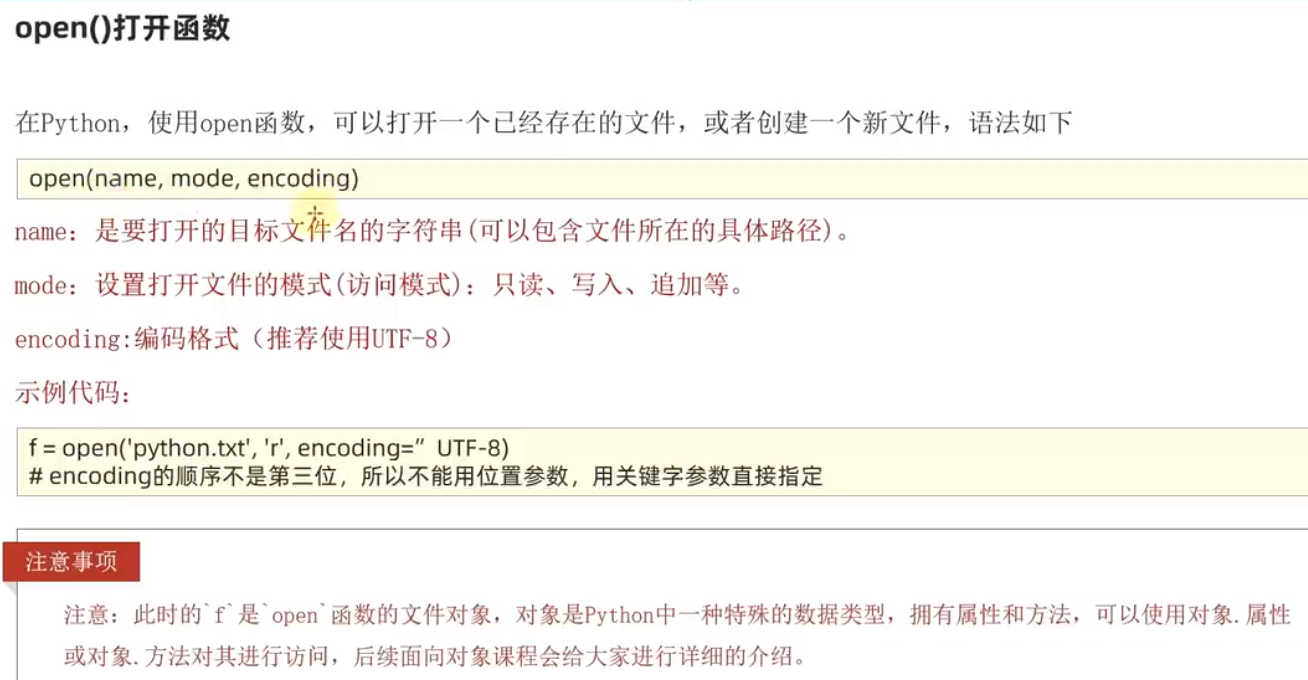 open()打开函数
在Python，使用open函数，可以打开一个已经存在的文件，或者创建一个新文件，语法如下
open(name, mode, encoding)
name：是要打开的目标文件名的字符串(可以包含文件所在的具体路径)。
mode：设置打开文件的模式(访问模式)：只读、写入、追加等。
encoding:编码格式（推荐使用UTF-8）
示例代码：
f = open('python.txt', 'r', encoding=”UTF-8)
# encoding的顺序不是第三位，所以不能用位置参数，用关键字参数直接指定
注意事项
注意：此时的`f`是`open`函数的文件对象，对象是Python中一种特殊的数据类型，拥有属性和方法，可以使用对象.属性
或对象.方法对其进行访问，后续面向对象课程会给大家进行详细的介绍。